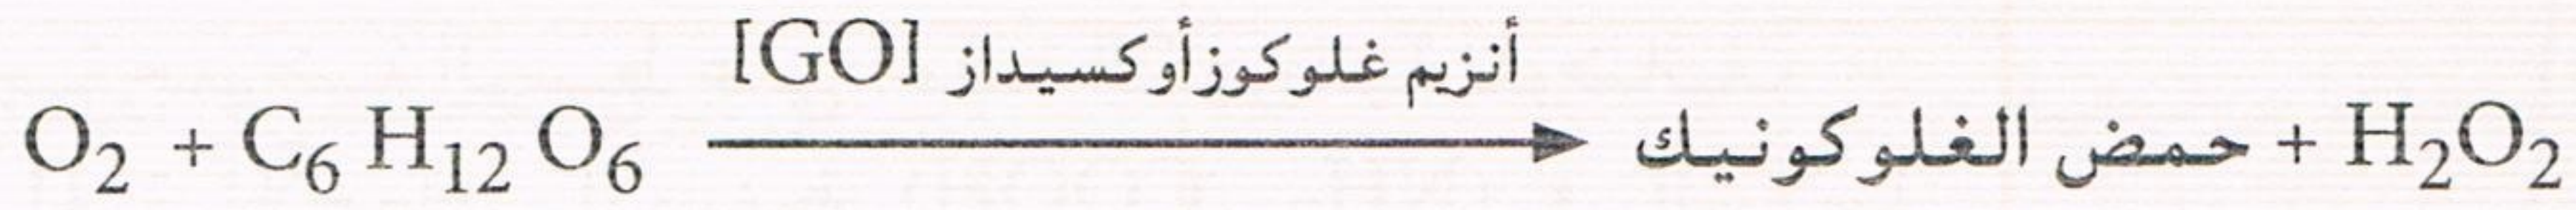 أنزيم غلوكوزأوكسيداز [GO]
O₂ + C₆ H₁₂ O₆ ⟶ حمض الغلوكونيك + H₂O₂